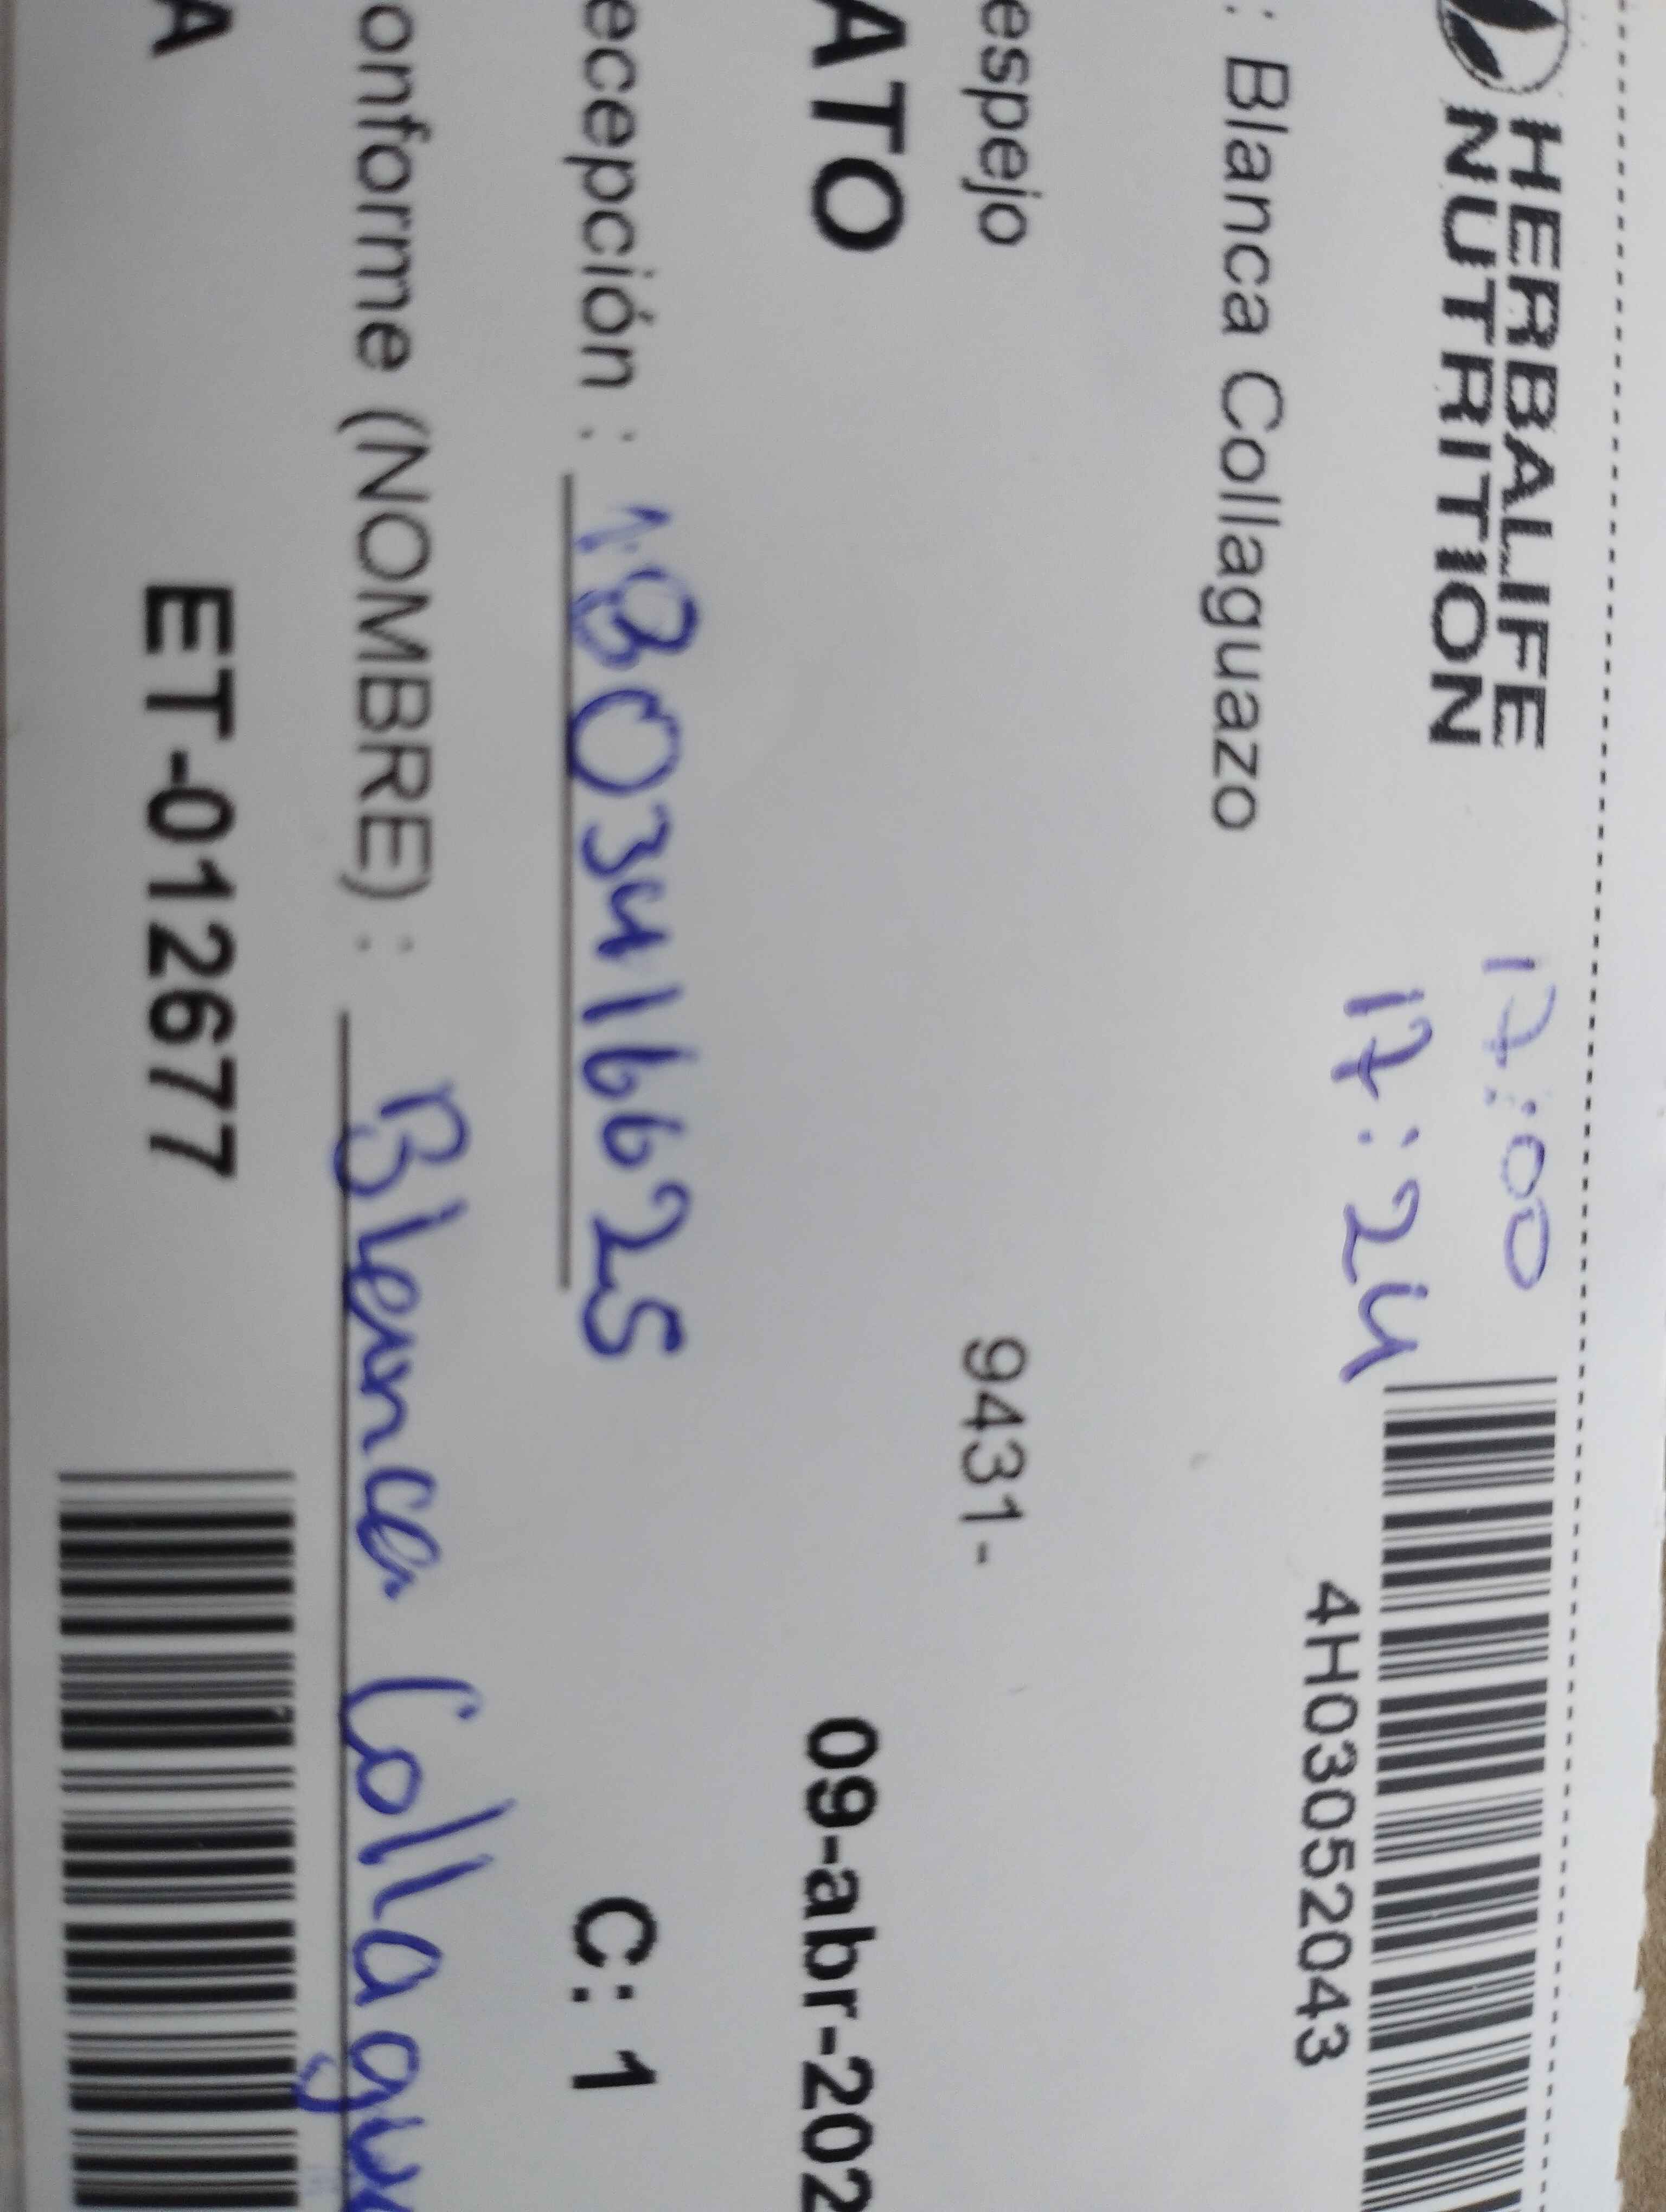 HERBALIFE
NUTRITION
17:00
17:24
4H03052043
: Blanca Collaguazo
espejo 9431-
ATO 09-abr-202
ecepción : 1803416625 C: 1
onforme (NOMBRE) : Blanca Collagua
A ET-012677